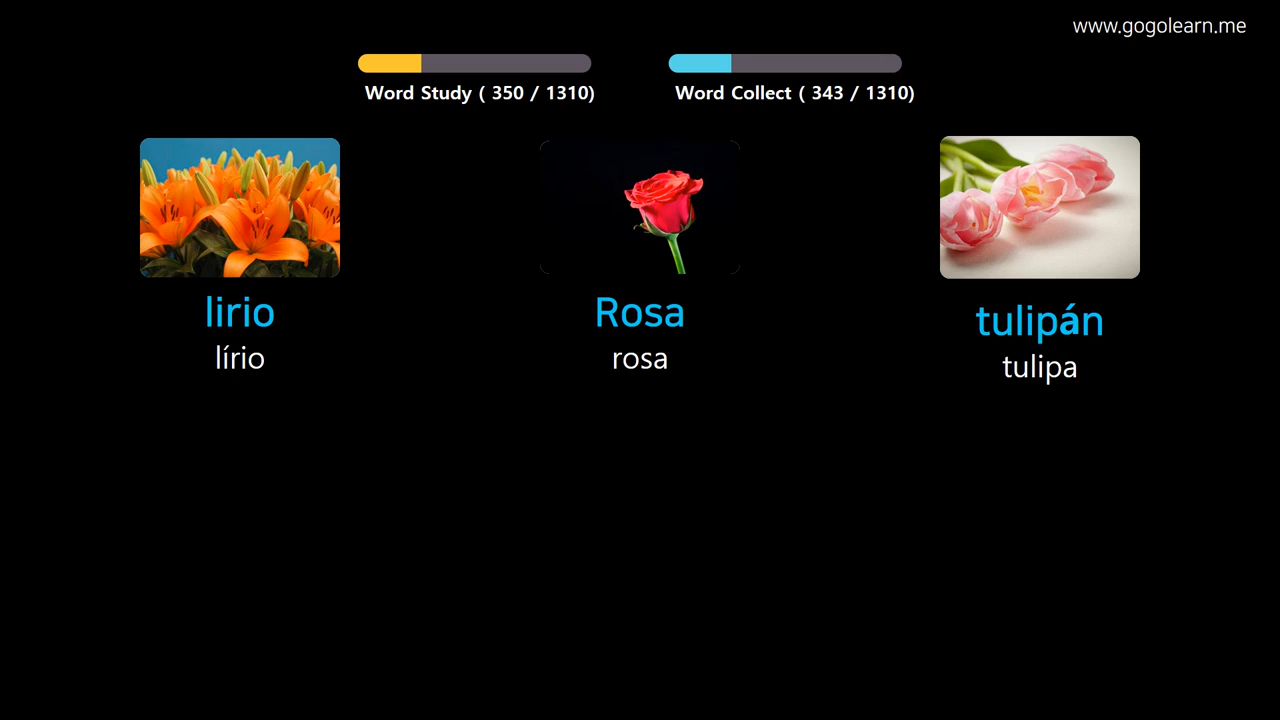 www.gogolearn.me
Word Study ( 350 / 1310)
Word Collect ( 343 / 1310)
lirio
lírio
Rosa
rosa
tulipán
tulipa